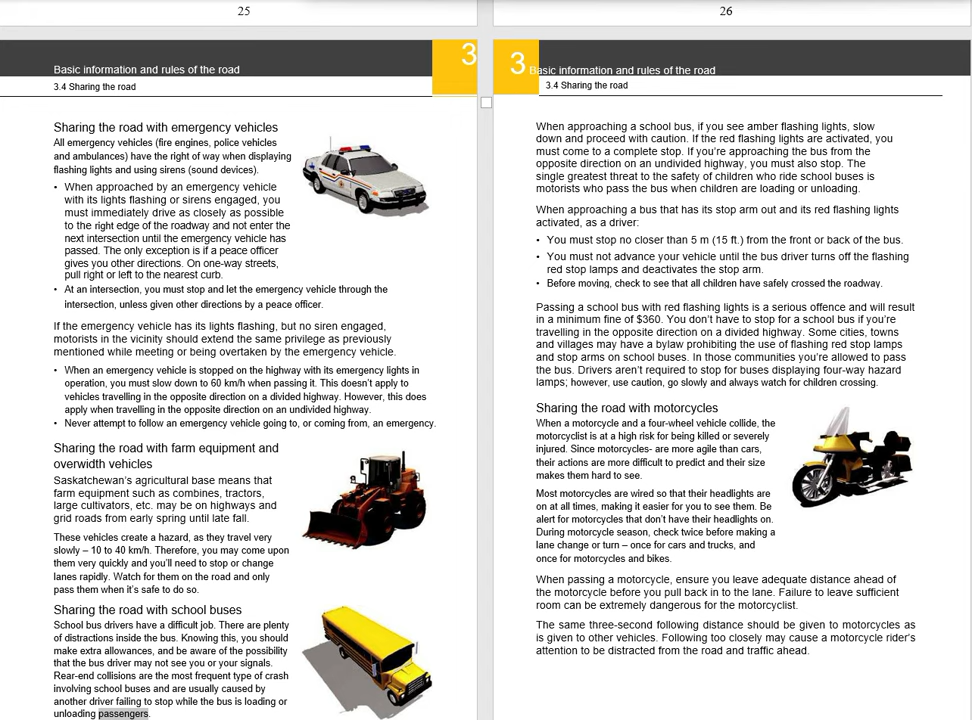 25
3
Basic information and rules of the road
3.4 Sharing the road
Sharing the road with emergency vehicles
All emergency vehicles (fire engines, police vehicles
and ambulances) have the right of way when displaying
flashing lights and using sirens (sound devices).
• When approached by an emergency vehicle
with its lights flashing or sirens engaged, you
must immediately drive as closely as possible
to the right edge of the roadway and not enter the
next intersection until the emergency vehicle has
passed. The only exception is if a peace officer
gives you other directions. On one-way streets,
pull right or left to the nearest curb.
• At an intersection, you must stop and let the emergency vehicle through the
intersection, unless given other directions by a peace officer.
If the emergency vehicle has its lights flashing, but no siren engaged,
motorists in the vicinity should extend the same privilege as previously
mentioned while meeting or being overtaken by the emergency vehicle.
• When an emergency vehicle is stopped on the highway with its emergency lights in
operation, you must slow down to 60 km/h when passing it. This doesn't apply to
vehicles travelling in the opposite direction on a divided highway. However, this does
apply when travelling in the opposite direction on an undivided highway.
• Never attempt to follow an emergency vehicle going to, or coming from, an emergency.
Sharing the road with farm equipment and
overwidth vehicles
Saskatchewan's agricultural base means that
farm equipment such as combines, tractors,
large cultivators, etc. may be on highways and
grid roads from early spring until late fall.
These vehicles create a hazard, as they travel very
slowly – 10 to 40 km/h. Therefore, you may come upon
them very quickly and you'll need to stop or change
lanes rapidly. Watch for them on the road and only
pass them when it's safe to do so.
Sharing the road with school buses
School bus drivers have a difficult job. There are plenty
of distractions inside the bus. Knowing this, you should
make extra allowances, and be aware of the possibility
that the bus driver may not see you or your signals.
Rear-end collisions are the most frequent type of crash
involving school buses and are usually caused by
another driver failing to stop while the bus is loading or
unloading passengers.
26
3
Basic information and rules of the road
3.4 Sharing the road
When approaching a school bus, if you see amber flashing lights, slow
down and proceed with caution. If the red flashing lights are activated, you
must come to a complete stop. If you're approaching the bus from the
opposite direction on an undivided highway, you must also stop. The
single greatest threat to the safety of children who ride school buses is
motorists who pass the bus when children are loading or unloading.
When approaching a bus that has its stop arm out and its red flashing lights
activated, as a driver:
• You must stop no closer than 5 m (15 ft.) from the front or back of the bus.
• You must not advance your vehicle until the bus driver turns off the flashing
red stop lamps and deactivates the stop arm.
• Before moving, check to see that all children have safely crossed the roadway.
Passing a school bus with red flashing lights is a serious offence and will result
in a minimum fine of $360. You don't have to stop for a school bus if you're
travelling in the opposite direction on a divided highway. Some cities, towns
and villages may have a bylaw prohibiting the use of flashing red stop lamps
and stop arms on school buses. In those communities you're allowed to pass
the bus. Drivers aren't required to stop for buses displaying four-way hazard
lamps; however, use caution, go slowly and always watch for children crossing.
Sharing the road with motorcycles
When a motorcycle and a four-wheel vehicle collide, the
motorcyclist is at a high risk for being killed or severely
injured. Since motorcycles- are more agile than cars,
their actions are more difficult to predict and their size
makes them hard to see.
Most motorcycles are wired so that their headlights are
on at all times, making it easier for you to see them. Be
alert for motorcycles that don't have their headlights on.
During motorcycle season, check twice before making a
lane change or turn – once for cars and trucks, and
once for motorcycles and bikes.
When passing a motorcycle, ensure you leave adequate distance ahead of
the motorcycle before you pull back in to the lane. Failure to leave sufficient
room can be extremely dangerous for the motorcyclist.
The same three-second following distance should be given to motorcycles as
is given to other vehicles. Following too closely may cause a motorcycle rider's
attention to be distracted from the road and traffic ahead.